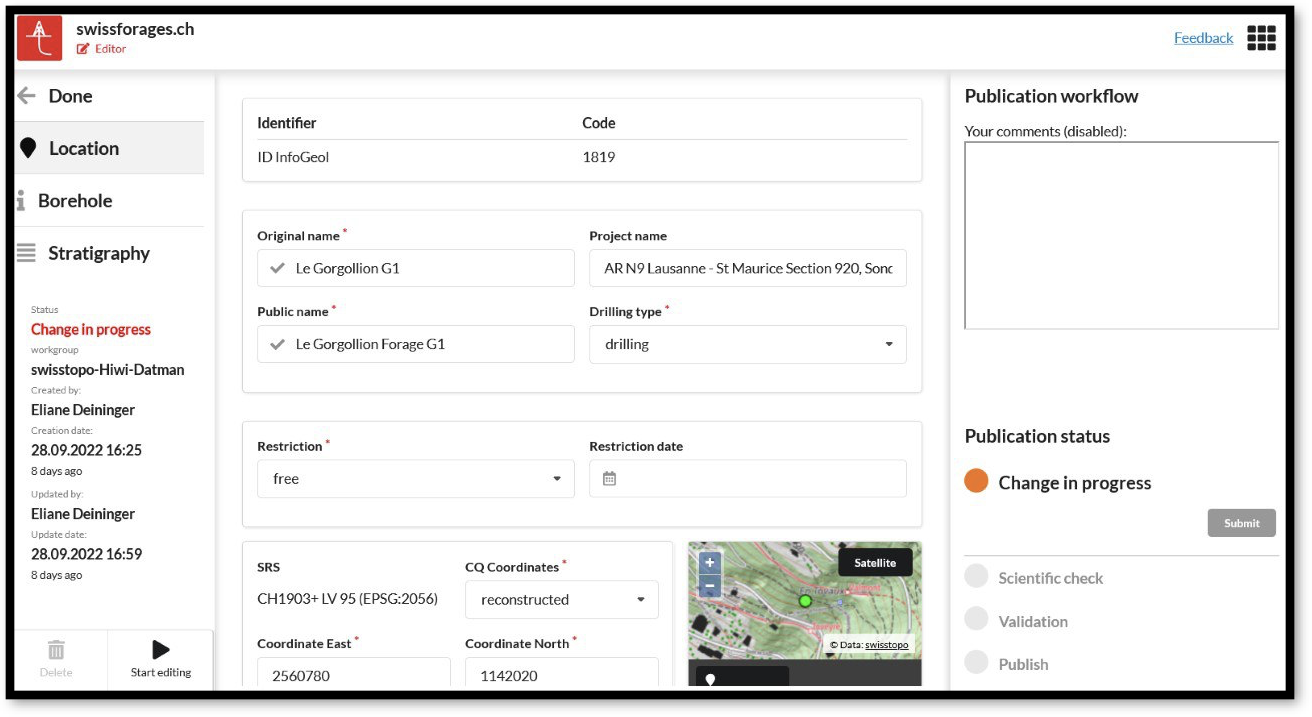 swissforages.ch
Editor
Feedback
Done
Location
Borehole
Stratigraphy
Status
Change in progress
workgroup
swisstopo-Hiwi-Datman
Created by:
Eliane Deininger
Creation date:
28.09.2022 16:25
8 days ago
Updated by:
Eliane Deininger
Update date:
28.09.2022 16:59
8 days ago
Delete
Start editing
Identifier Code
ID InfoGeol 1819
Original name * Project name
Le Gorgollion G1 AR N9 Lausanne - St Maurice Section 920, Sonc
Public name * Drilling type *
Le Gorgollion Forage G1 drilling
Restriction * Restriction date
free
SRS CQ Coordinates *
CH1903+ LV 95 (EPSG:2056) reconstructed
Coordinate East * Coordinate North *
2560780 1142020
+
−
Satellite
© Data: swisstopo
Publication workflow
Your comments (disabled):
Publication status
Change in progress
Submit
Scientific check
Validation
Publish